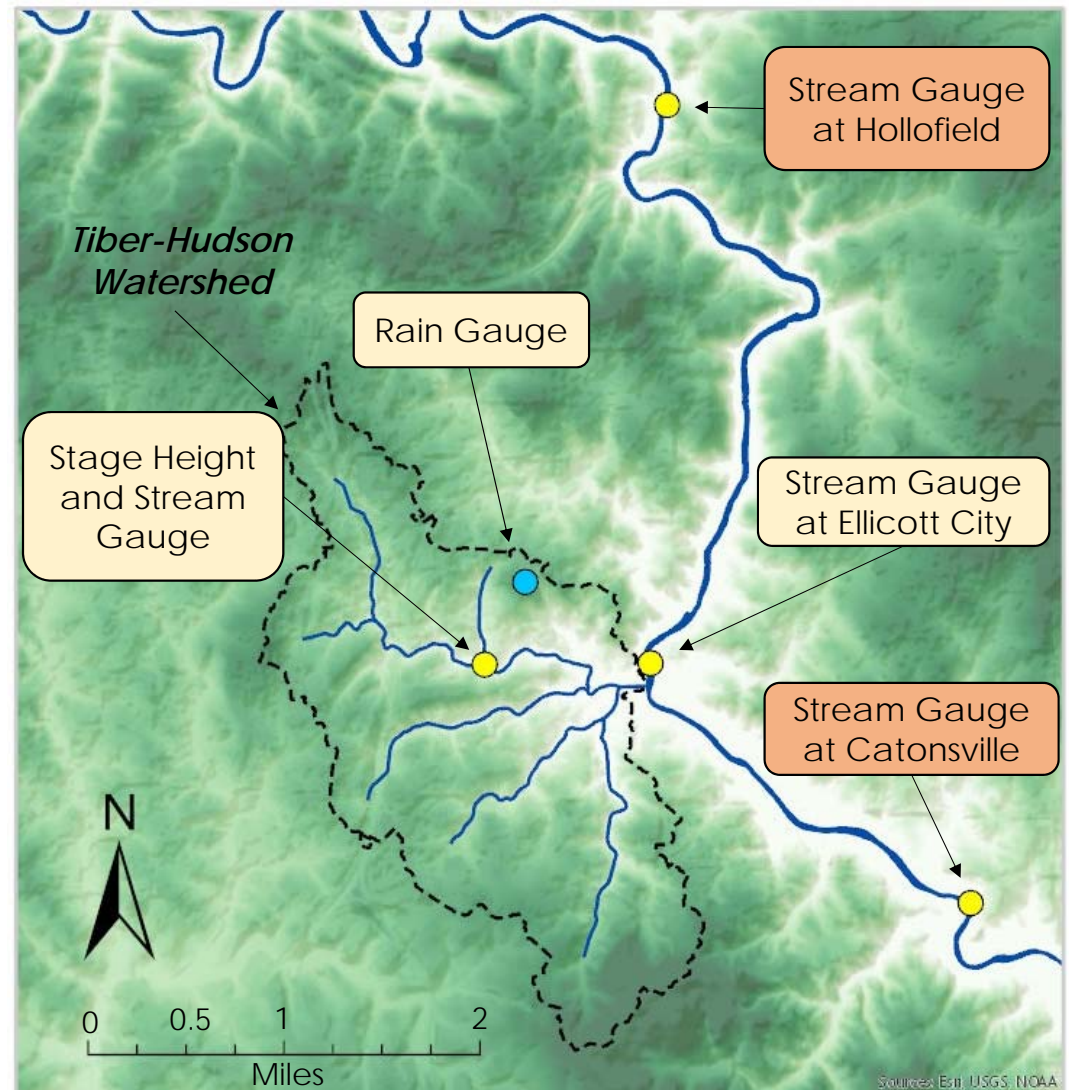 Stream Gauge
at Hollofield
Tiber-Hudson
Watershed
Rain Gauge
Stage Height
and Stream
Gauge
Stream Gauge
at Ellicott City
Stream Gauge
at Catonsville
N
0 0.5 1 2
Miles
Sources: Esri, USGS, NOAA